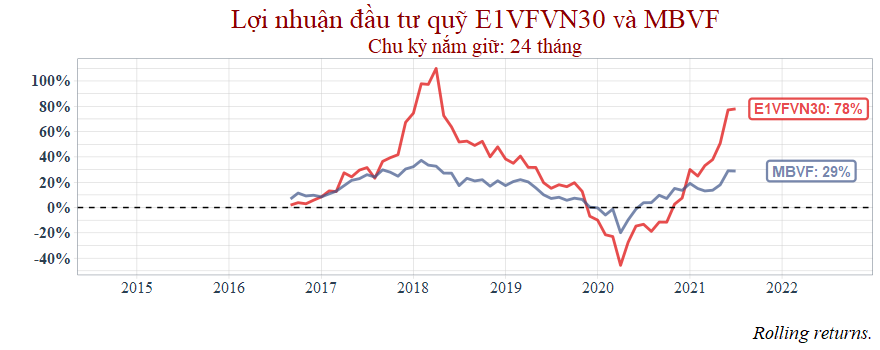 Lợi nhuận đầu tư quỹ E1VFVN30 và MBVF
Chu kỳ nắm giữ: 24 tháng
100%
80%
60%
40%
20%
0%
-20%
-40%
E1VFVN30: 78%
MBVF: 29%
2015 2016 2017 2018 2019 2020 2021 2022
Rolling returns.